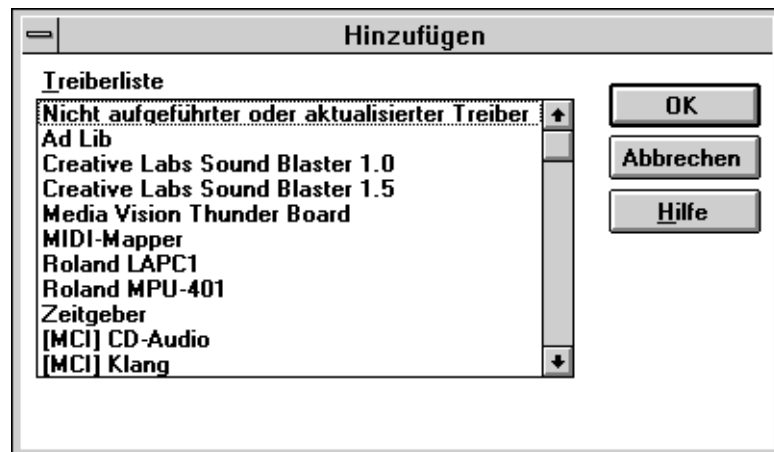 Hinzufügen
Treiberliste
Nicht aufgeführter oder aktualisierter Treiber
Ad Lib
Creative Labs Sound Blaster 1.0
Creative Labs Sound Blaster 1.5
Media Vision Thunder Board
MIDI-Mapper
Roland LAPC1
Roland MPU-401
Zeitgeber
[MCI] CD-Audio
[MCI] Klang
OK
Abbrechen
Hilfe